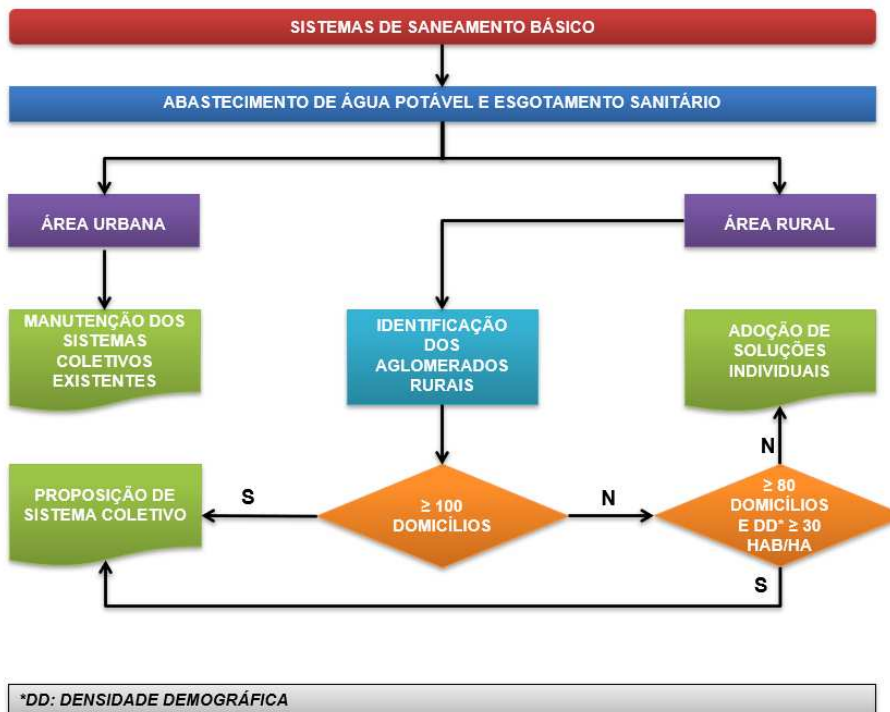 SISTEMAS DE SANEAMENTO BÁSICO
ABASTECIMENTO DE ÁGUA POTÁVEL E ESGOTAMENTO SANITÁRIO
ÁREA URBANA
ÁREA RURAL
MANUTENÇÃO DOS
SISTEMAS
COLETIVOS
EXISTENTES
IDENTIFICAÇÃO
DOS
AGLOMERADOS
RURAIS
ADOÇÃO DE
SOLUÇÕES
INDIVIDUAIS
N
PROPOSIÇÃO DE
SISTEMA COLETIVO
S
≥ 100
DOMICÍLIOS
N
≥ 80
DOMICÍLIOS
E DD* ≥ 30
HAB/HA
S
*DD: DENSIDADE DEMOGRÁFICA